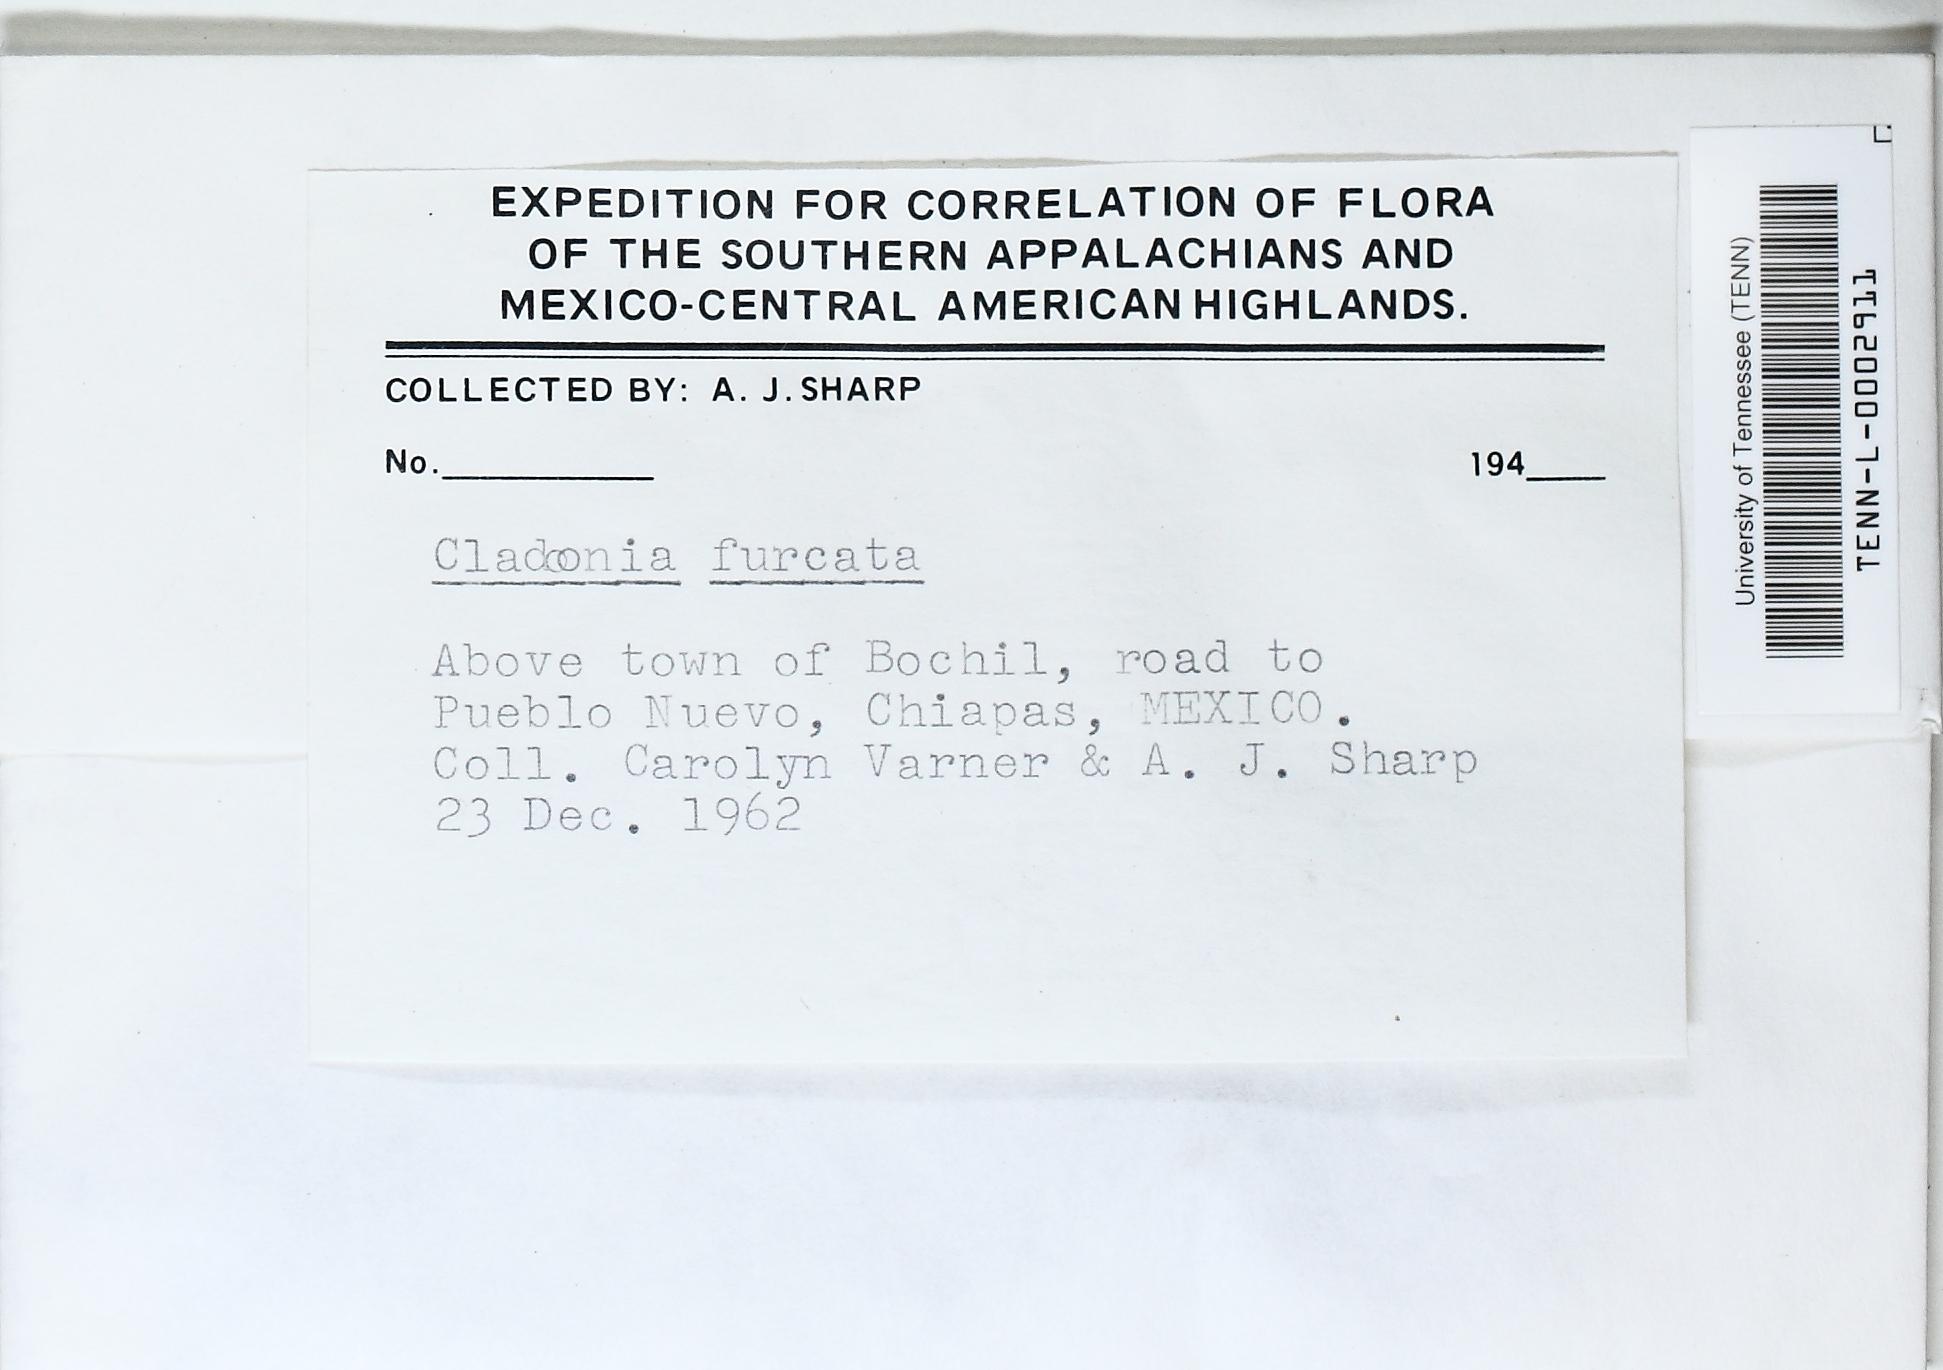 EXPEDITION FOR CORRELATION OF FLORA
OF THE SOUTHERN APPALACHIANS AND
MEXICO-CENTRAL AMERICAN HIGHLANDS.
COLLECTED BY: A. J. SHARP
No.__________ 194____
Cladoonia furcata
Above town of Bochil, road to
Pueblo Nuevo, Chiapas, MEXICO.
Coll. Carolyn Varner & A. J. Sharp
23 Dec. 1962
University of Tennessee (TENN)
TENN-L-0002911